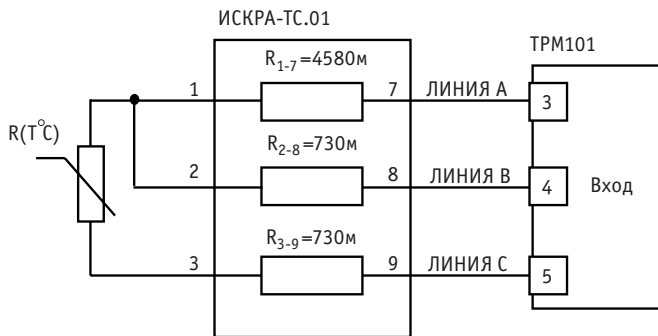 ИСКРА-ТС.01
ТРМ101
R1-7=458Ом
1
7
ЛИНИЯ А
3
R(T°C)
R2-8=73Ом
2
8
ЛИНИЯ В
4
Вход
R3-9=73Ом
3
9
ЛИНИЯ С
5